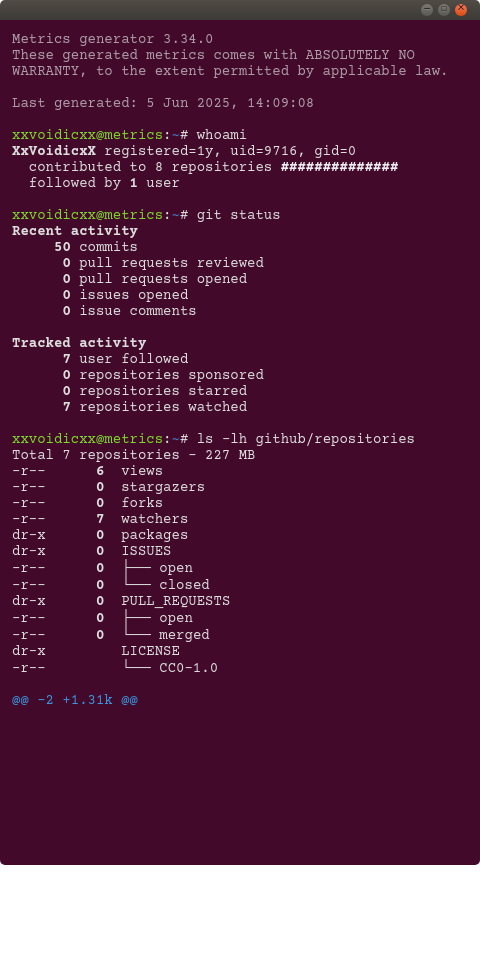 Metrics generator 3.34.0
These generated metrics comes with ABSOLUTELY NO
WARRANTY, to the extent permitted by applicable law.
Last generated: 5 Jun 2025, 14:09:08
xxvoidicxx@metrics:~# whoami
XxVoidicxX registered=1y, uid=9716, gid=0
contributed to 8 repositories ##############
followed by 1 user
xxvoidicxx@metrics:~# git status
Recent activity
50 commits
0 pull requests reviewed
0 pull requests opened
0 issues opened
0 issue comments
Tracked activity
7 user followed
0 repositories sponsored
0 repositories starred
7 repositories watched
xxvoidicxx@metrics:~# ls -lh github/repositories
Total 7 repositories - 227 MB
-r-- 6 views
-r-- 0 stargazers
-r-- 0 forks
-r-- 7 watchers
dr-x 0 packages
dr-x 0 ISSUES
-r-- 0 ├── open
-r-- 0 └── closed
dr-x 0 PULL_REQUESTS
-r-- 0 ├── open
-r-- 0 └── merged
dr-x LICENSE
-r-- └── CC0-1.0
@@ -2 +1.31k @@